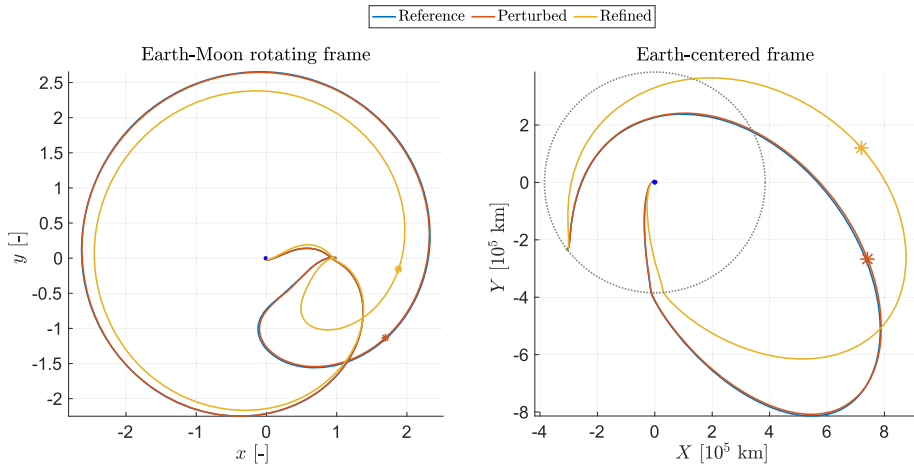 Reference Perturbed Refined
Earth-Moon rotating frame
2.5
2
1.5
1
0.5
0
-0.5
-1
-1.5
-2
y [-]
-2 -1 0 1 2
x [-]
Earth-centered frame
2
0
-2
-4
-6
-8
Y [10⁵ km]
-4 -2 0 2 4 6 8
X [10⁵ km]